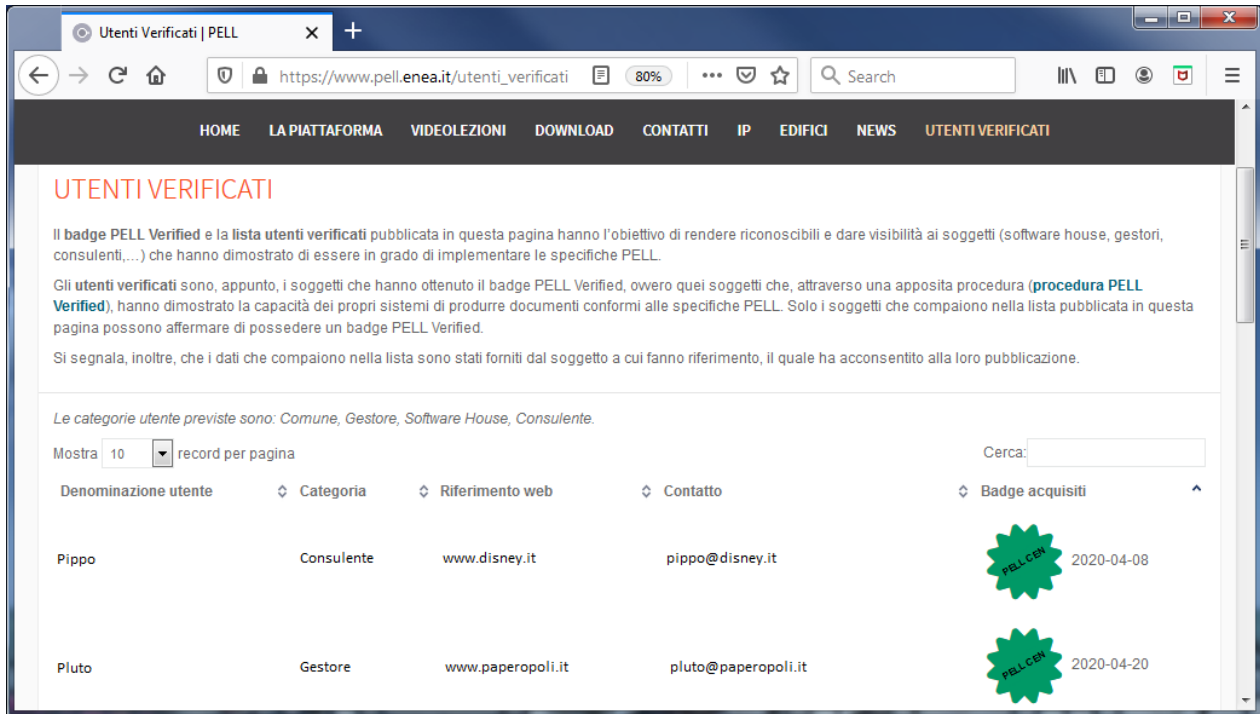 Utenti Verificati | PELL
https://www.pell.enea.it/utenti_verificati 80% Search
HOME LA PIATTAFORMA VIDEOLEZIONI DOWNLOAD CONTATTI IP EDIFICI NEWS UTENTI VERIFICATI
UTENTI VERIFICATI
Il badge PELL Verified e la lista utenti verificati pubblicata in questa pagina hanno l'obiettivo di rendere riconoscibili e dare visibilità ai soggetti (software house, gestori,
consulenti,...) che hanno dimostrato di essere in grado di implementare le specifiche PELL.
Gli utenti verificati sono, appunto, i soggetti che hanno ottenuto il badge PELL Verified, ovvero quei soggetti che, attraverso una apposita procedura (procedura PELL
Verified), hanno dimostrato la capacità dei propri sistemi di produrre documenti conformi alle specifiche PELL. Solo i soggetti che compaiono nella lista pubblicata in questa
pagina possono affermare di possedere un badge PELL Verified.
Si segnala, inoltre, che i dati che compaiono nella lista sono stati forniti dal soggetto a cui fanno riferimento, il quale ha acconsentito alla loro pubblicazione.
Le categorie utente previste sono: Comune, Gestore, Software House, Consulente.
Mostra 10 record per pagina Cerca:
Denominazione utente Categoria Riferimento web Contatto Badge acquisiti
Pippo Consulente www.disney.it pippo@disney.it PELL CEN 2020-04-08
Pluto Gestore www.paperopoli.it pluto@paperopoli.it PELL CEN 2020-04-20